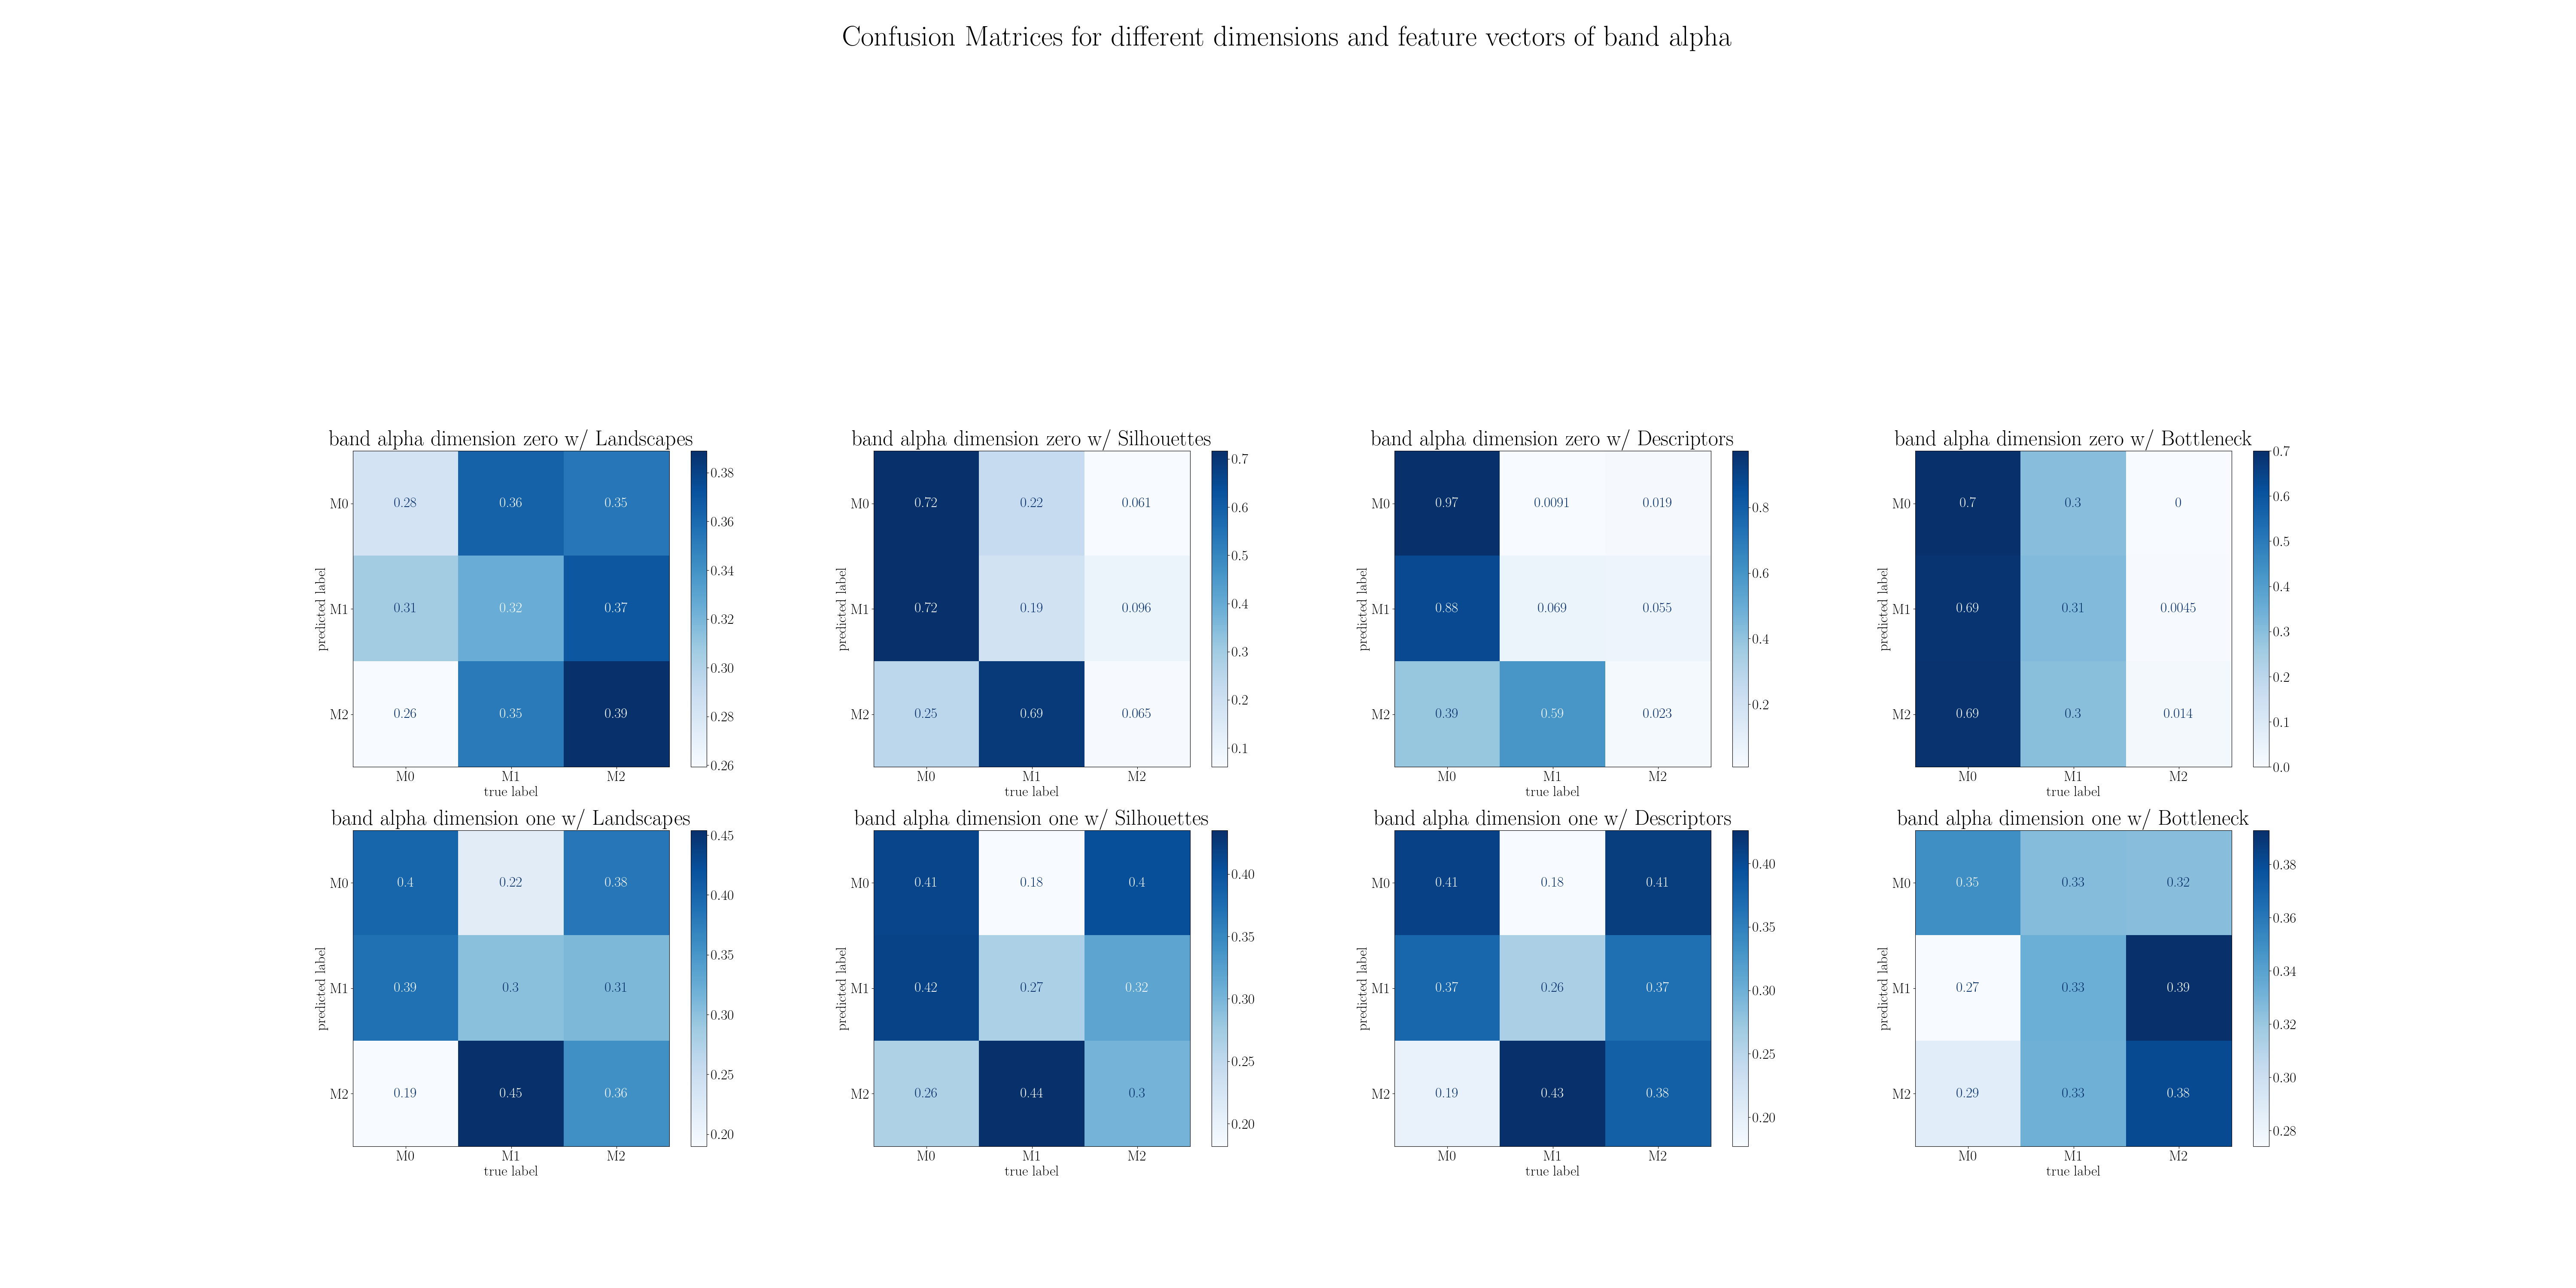 Confusion Matrices for different dimensions and feature vectors of band alpha
band alpha dimension zero w/ Landscapes
predicted label
M0 0.28 0.36 0.35
M1 0.31 0.32 0.37
M2 0.26 0.35 0.39
M0 M1 M2
true label
0.38
0.36
0.34
0.32
0.30
0.28
0.26
band alpha dimension zero w/ Silhouettes
predicted label
M0 0.72 0.22 0.061
M1 0.72 0.19 0.096
M2 0.25 0.69 0.065
M0 M1 M2
true label
0.7
0.6
0.5
0.4
0.3
0.2
0.1
band alpha dimension zero w/ Descriptors
predicted label
M0 0.97 0.0091 0.019
M1 0.88 0.069 0.055
M2 0.39 0.59 0.023
M0 M1 M2
true label
0.8
0.6
0.4
0.2
band alpha dimension zero w/ Bottleneck
predicted label
M0 0.7 0.3 0
M1 0.69 0.31 0.0045
M2 0.69 0.3 0.014
M0 M1 M2
true label
0.7
0.6
0.5
0.4
0.3
0.2
0.1
0.0
band alpha dimension one w/ Landscapes
predicted label
M0 0.4 0.22 0.38
M1 0.39 0.3 0.31
M2 0.19 0.45 0.36
M0 M1 M2
true label
0.45
0.40
0.35
0.30
0.25
0.20
band alpha dimension one w/ Silhouettes
predicted label
M0 0.41 0.18 0.4
M1 0.42 0.27 0.32
M2 0.26 0.44 0.3
M0 M1 M2
true label
0.40
0.35
0.30
0.25
0.20
band alpha dimension one w/ Descriptors
predicted label
M0 0.41 0.18 0.41
M1 0.37 0.26 0.37
M2 0.19 0.43 0.38
M0 M1 M2
true label
0.40
0.35
0.30
0.25
0.20
band alpha dimension one w/ Bottleneck
predicted label
M0 0.35 0.33 0.32
M1 0.27 0.33 0.39
M2 0.29 0.33 0.38
M0 M1 M2
true label
0.38
0.36
0.34
0.32
0.30
0.28